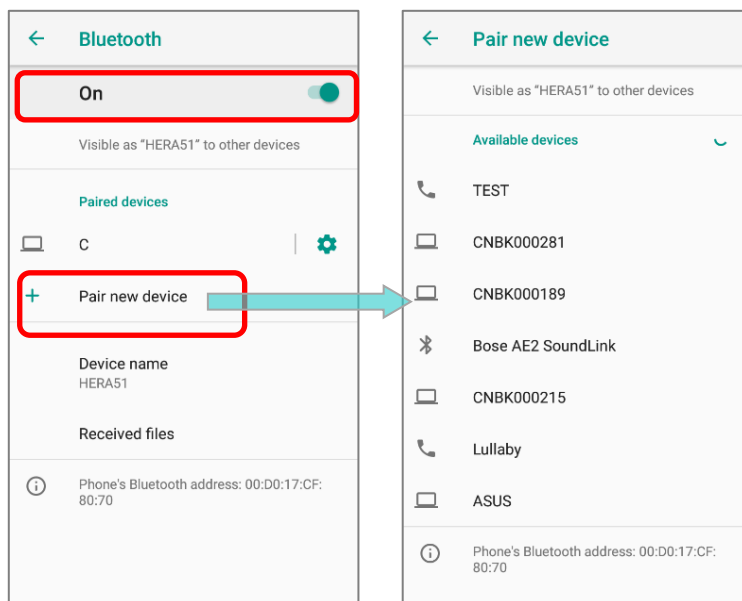 Bluetooth
On
Visible as “HERA51” to other devices
Paired devices
C
Pair new device
Device name
HERA51
Received files
Phone's Bluetooth address: 00:D0:17:CF:
80:70
Pair new device
Visible as “HERA51” to other devices
Available devices
TEST
CNBK000281
CNBK000189
Bose AE2 SoundLink
CNBK000215
Lullaby
ASUS
Phone's Bluetooth address: 00:D0:17:CF:
80:70